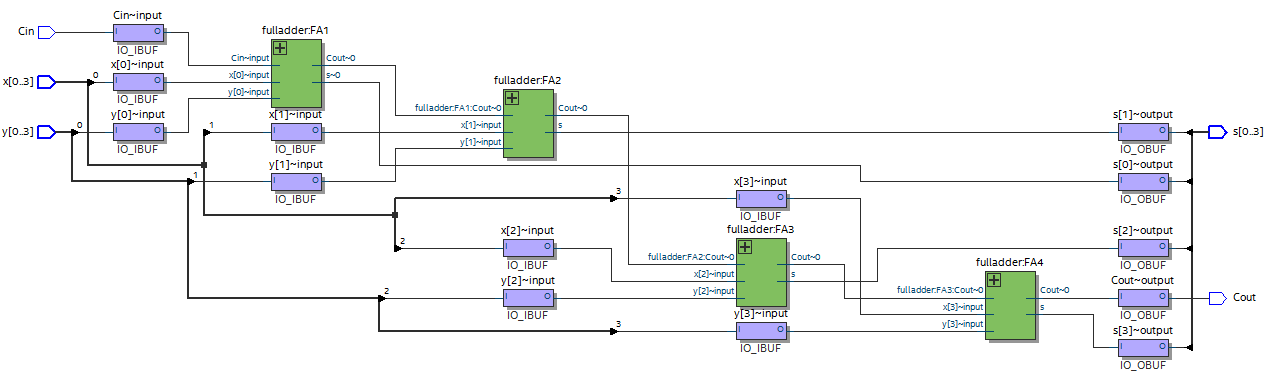 Cin~input
Cin
I O
IO_IBUF
x[0]~input
x[0..3]
0
I O
IO_IBUF
y[0]~input
y[0..3]
0
I O
IO_IBUF
fulladder:FA1
Cin~input
x[0]~input
y[0]~input
Cout~0
s~0
x[1]~input
1
I O
IO_IBUF
y[1]~input
1
I O
IO_IBUF
fulladder:FA2
fulladder:FA1:Cout~0
x[1]~input
y[1]~input
Cout~0
s
x[2]~input
2
I O
IO_IBUF
y[2]~input
2
I O
IO_IBUF
x[3]~input
3
I O
IO_IBUF
fulladder:FA3
fulladder:FA2:Cout~0
x[2]~input
y[2]~input
Cout~0
s
y[3]~input
3
I O
IO_IBUF
fulladder:FA4
fulladder:FA3:Cout~0
x[3]~input
y[3]~input
Cout~0
s
s[1]~output
I O
IO_OBUF
s[0..3]
s[0]~output
I O
IO_OBUF
s[2]~output
I O
IO_OBUF
Cout~output
I O
IO_OBUF
Cout
s[3]~output
I O
IO_OBUF